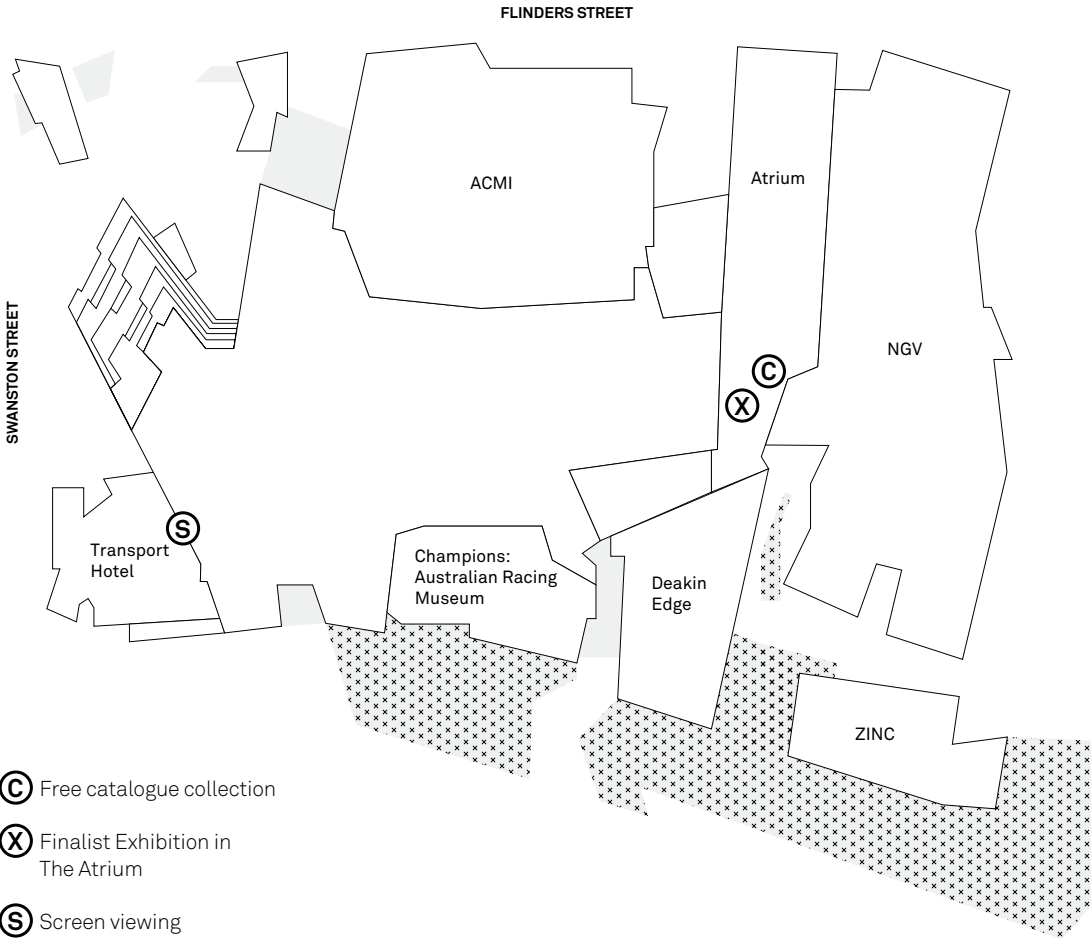 FLINDERS STREET
ACMI
Atrium
SWANSTON STREET
NGV
C
X
S
Transport
Hotel
Champions:
Australian Racing
Museum
Deakin
Edge
ZINC
C Free catalogue collection
X Finalist Exhibition in
The Atrium
S Screen viewing